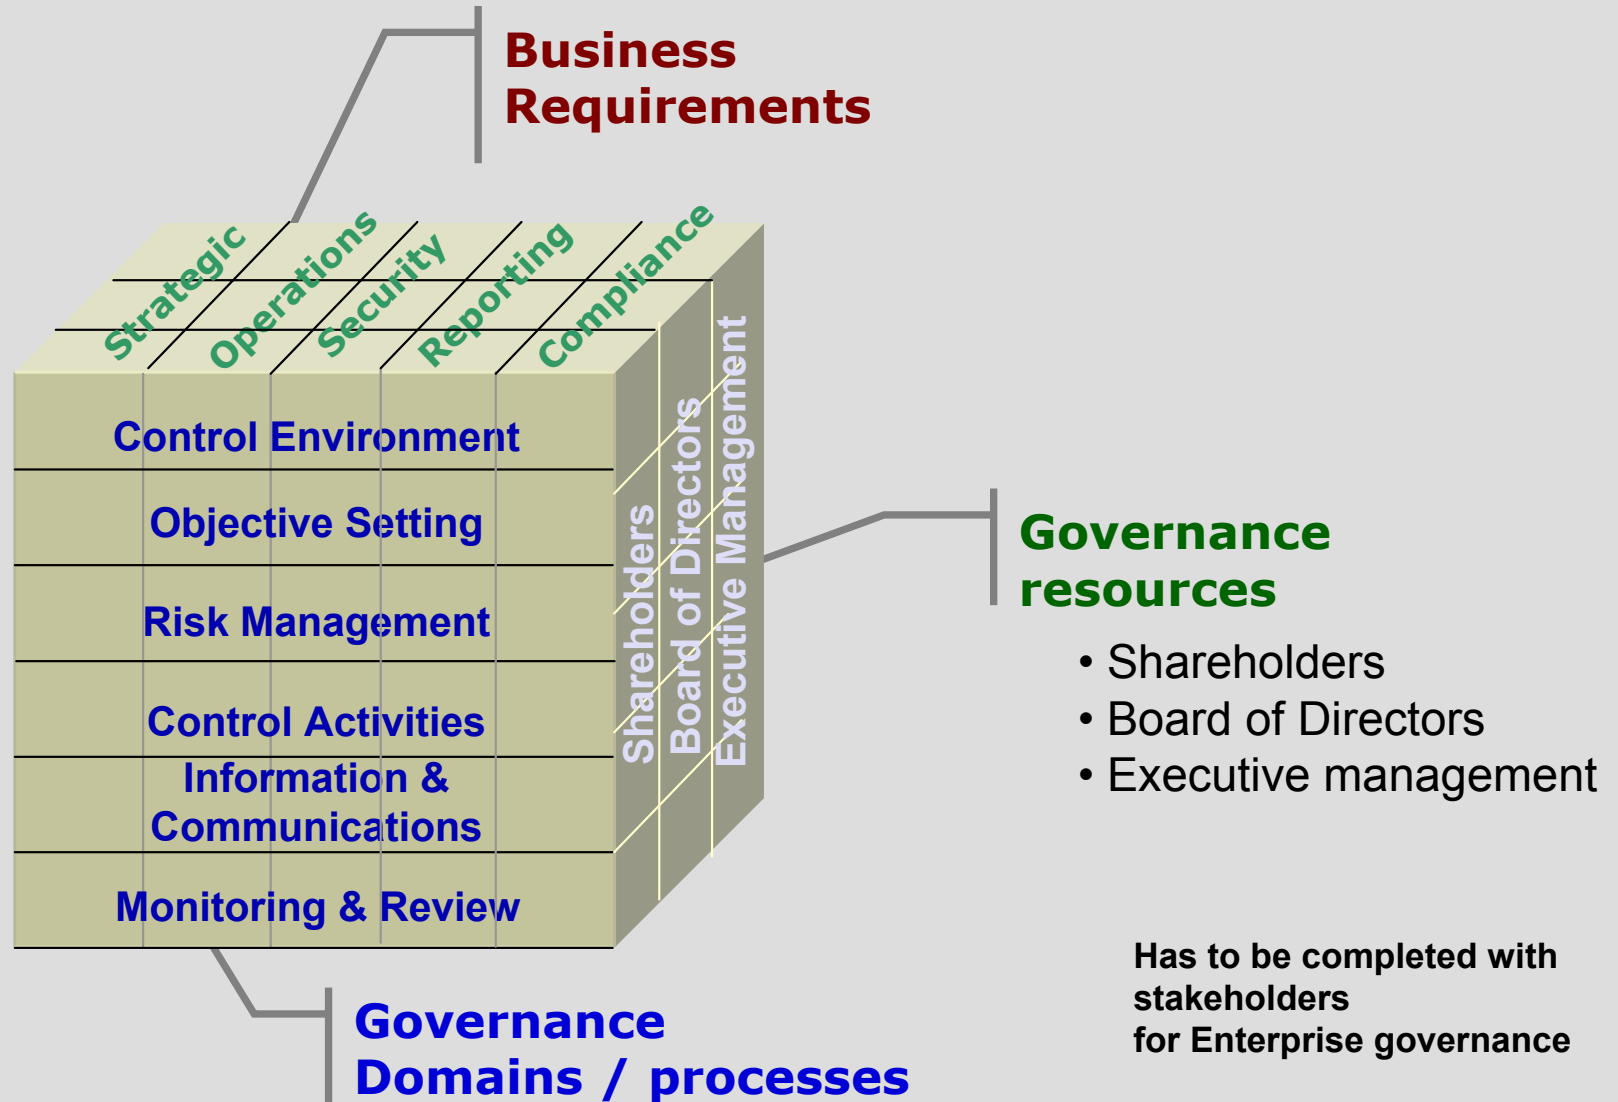 Business
Requirements
Strategic
Operations
Security
Reporting
Compliance
Control Environment
Objective Setting
Risk Management
Control Activities
Information &
Communications
Monitoring & Review
Shareholders
Board of Directors
Executive Management
Governance
resources
• Shareholders
• Board of Directors
• Executive management
Has to be completed with
stakeholders
for Enterprise governance
Governance
Domains / processes